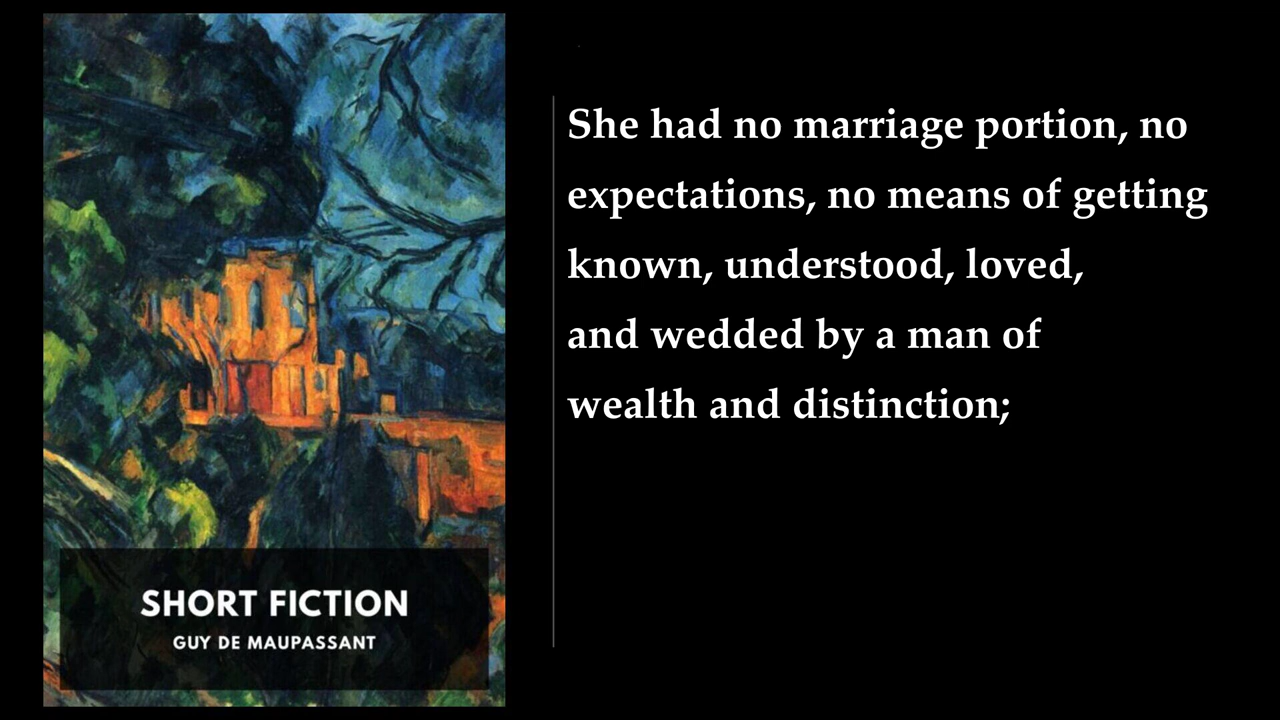 SHORT FICTION
GUY DE MAUPASSANT
She had no marriage portion, no
expectations, no means of getting
known, understood, loved,
and wedded by a man of
wealth and distinction;